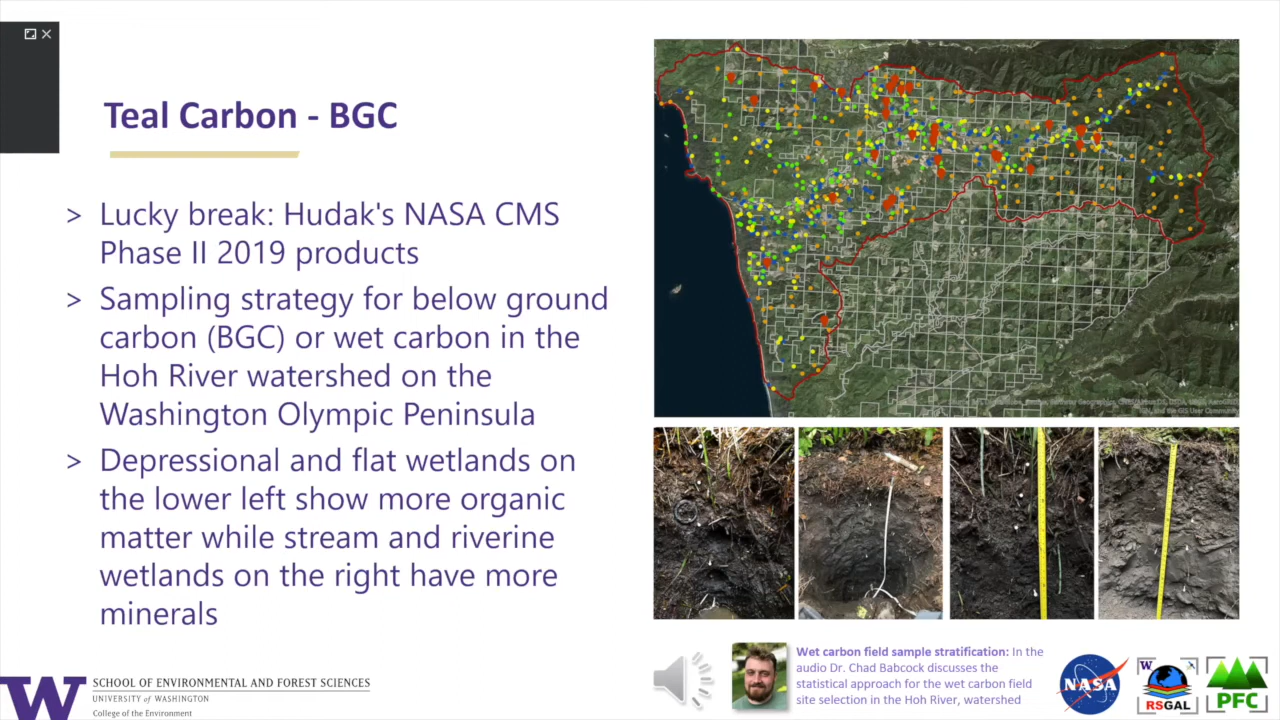 Teal Carbon - BGC
> Lucky break: Hudak's NASA CMS
Phase II 2019 products
> Sampling strategy for below ground
carbon (BGC) or wet carbon in the
Hoh River watershed on the
Washington Olympic Peninsula
> Depressional and flat wetlands on
the lower left show more organic
matter while stream and riverine
wetlands on the right have more
minerals
Wet carbon field sample stratification: In the
audio Dr. Chad Babcock discusses the
statistical approach for the wet carbon field
site selection in the Hoh River, watershed
W
SCHOOL OF ENVIRONMENTAL AND FOREST SCIENCES
UNIVERSITY of WASHINGTON
College of the Environment
NASA
W
RSGAL
PFC